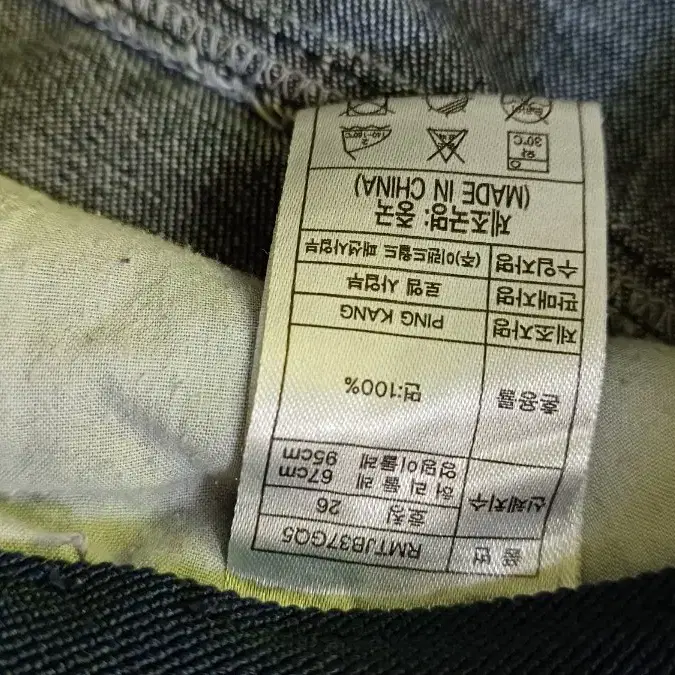 품 번 RMTJB37GQ5
신체치수 호칭 26
허리둘레 67cm
엉덩이둘레 95cm
혼용률 면:100%
제조자명 PING KANG
판매자명 로엠 사업부
수입자명 (주)이랜드월드 패션사업부
제조국명: 중국
(MADE IN CHINA)
30℃
140~160℃